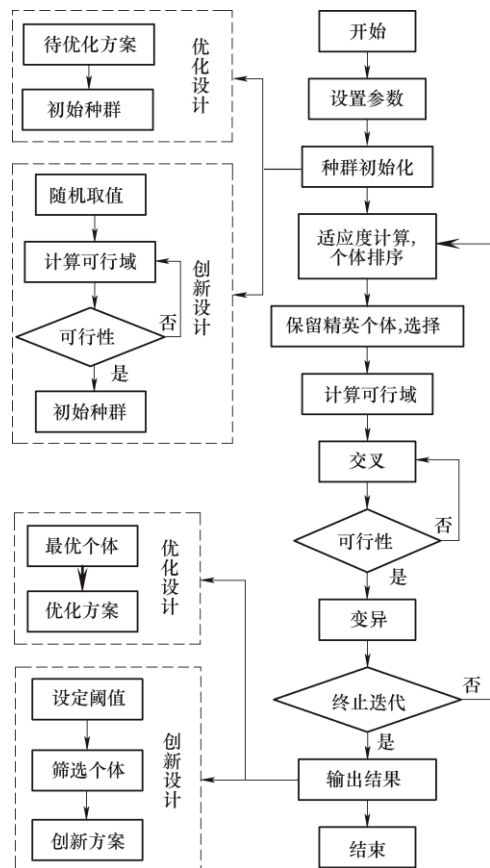 待优化方案
初始种群
优化设计
随机取值
计算可行域
可行性
否
是
初始种群
创新设计
最优个体
优化方案
优化设计
设定阈值
筛选个体
创新方案
创新设计
开始
设置参数
种群初始化
适应度计算,
个体排序
保留精英个体,选择
计算可行域
交叉
可行性
否
是
变异
终止迭代
否
是
输出结果
结束